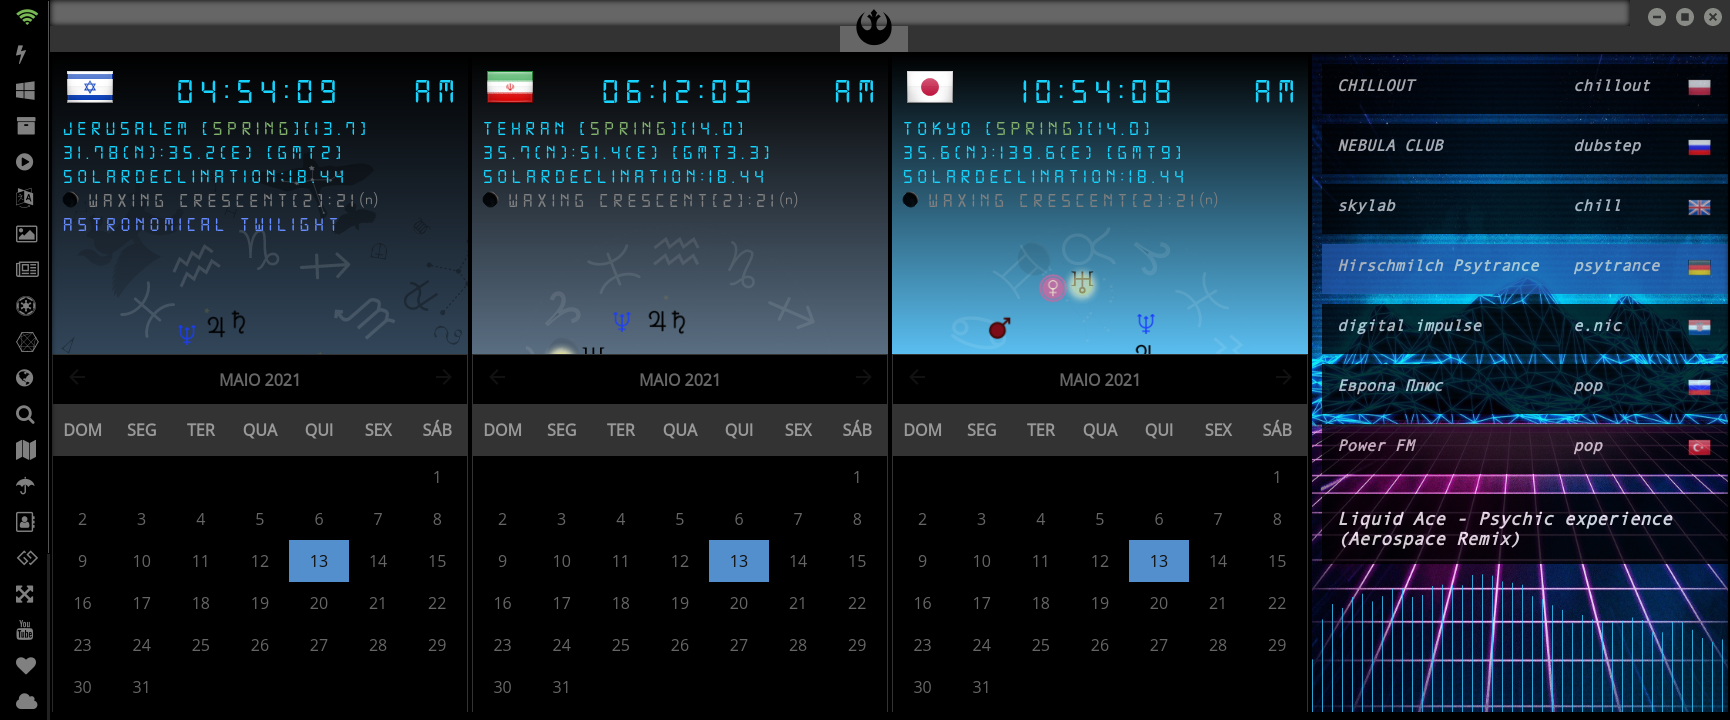 04:54:09 AM
JERUSALEM [SPRING][13.7]
31.78(N):35.2(E) [GMT2]
SOLARDECLINATION:18.44
WAXING CRESCENT[2]:21(n)
ASTRONOMICAL TWILIGHT
MAIO 2021
DOM SEG TER QUA QUI SEX SÁB
1
2 3 4 5 6 7 8
9 10 11 12 13 14 15
16 17 18 19 20 21 22
23 24 25 26 27 28 29
30 31
06:12:09 AM
TEHRAN [SPRING][14.0]
35.7(N):51.4(E) [GMT3.3]
SOLARDECLINATION:18.44
WAXING CRESCENT[2]:21(n)
MAIO 2021
DOM SEG TER QUA QUI SEX SÁB
1
2 3 4 5 6 7 8
9 10 11 12 13 14 15
16 17 18 19 20 21 22
23 24 25 26 27 28 29
30 31
10:54:08 AM
TOKYO [SPRING][14.0]
35.6(N):139.6(E) [GMT9]
SOLARDECLINATION:18.44
WAXING CRESCENT[2]:21(n)
MAIO 2021
DOM SEG TER QUA QUI SEX SÁB
1
2 3 4 5 6 7 8
9 10 11 12 13 14 15
16 17 18 19 20 21 22
23 24 25 26 27 28 29
30 31
CHILLOUT chillout
NEBULA CLUB dubstep
skylab chill
Hirschmilch Psytrance psytrance
digital impulse e.nic
Европа Плюс pop
Power FM pop
Liquid Ace - Psychic experience
(Aerospace Remix)
You
Tube